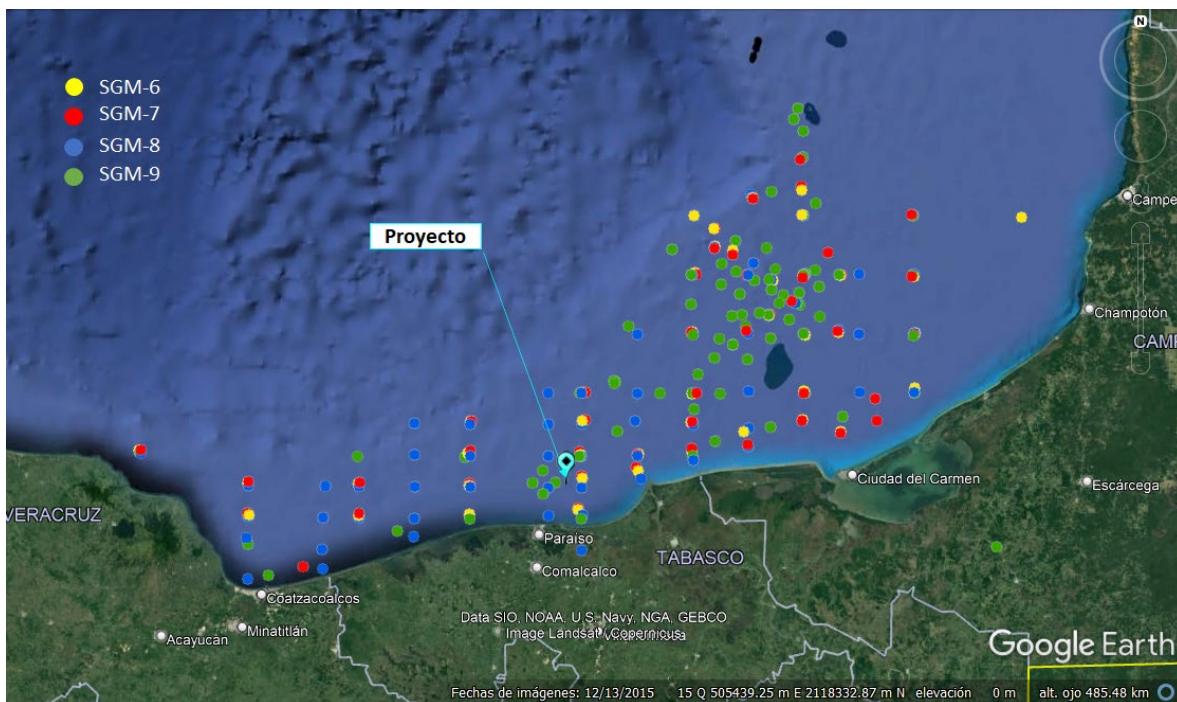 N
SGM-6
SGM-7
SGM-8
SGM-9
Campe
Proyecto
Champotón
CAMP
Ciudad del Carmen
Escárcega
VERACRUZ
Paraíso
TABASCO
Comalcalco
Coatzacoalcos
Data SIO, NOAA, U.S. Navy, NGA, GEBCO
Minatitlán
Image Landsat / Copernicus
Acayucan
Google Earth
Fechas de imágenes: 12/13/2015 15 Q 505439.25 m E 2118332.87 m N elevación 0 m alt. ojo 485.48 km